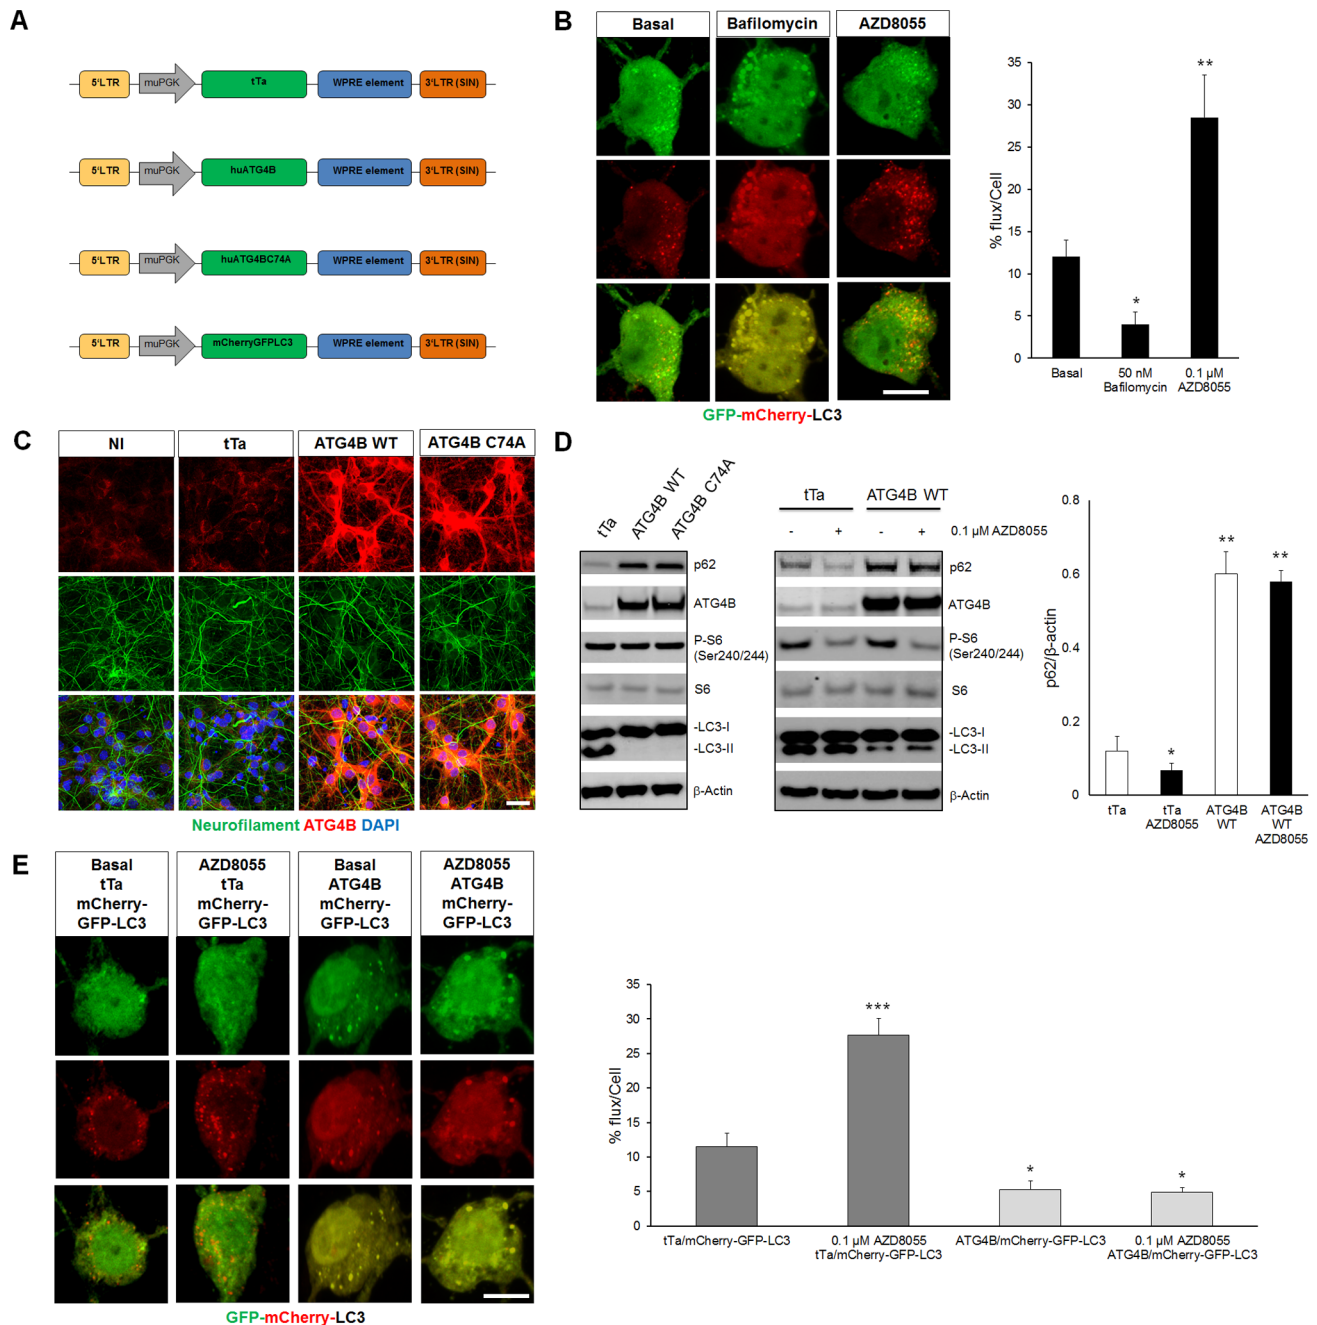 A
5'LTR muPGK tTa WPRE element 3'LTR (SIN)
5'LTR muPGK huATG4B WPRE element 3'LTR (SIN)
5'LTR muPGK huATG4BC74A WPRE element 3'LTR (SIN)
5'LTR muPGK mCherryGFPLC3 WPRE element 3'LTR (SIN)
B
Basal Bafilomycin AZD8055
GFP-mCherry-LC3
% flux/Cell
35
30
25
20
15
10
5
0
*
**
Basal
50 nM
Bafilomycin
0.1 µM
AZD8055
C
NI tTa ATG4B WT ATG4B C74A
Neurofilament ATG4B DAPI
D
tTa ATG4B WT ATG4B C74A
p62
ATG4B
P-S6
(Ser240/244)
S6
-LC3-I
-LC3-II
β-Actin
tTa ATG4B WT
- + - + 0.1 µM AZD8055
p62
ATG4B
P-S6
(Ser240/244)
S6
-LC3-I
-LC3-II
β-Actin
p62/β-actin
0.8
0.6
0.4
0.2
0
*
**
**
tTa
tTa
AZD8055
ATG4B
WT
ATG4B
WT
AZD8055
E
Basal
tTa
mCherry-
GFP-LC3
AZD8055
tTa
mCherry-
GFP-LC3
Basal
ATG4B
mCherry-
GFP-LC3
AZD8055
ATG4B
mCherry-
GFP-LC3
GFP-mCherry-LC3
% flux/Cell
35
30
25
20
15
10
5
0
***
*
*
tTa/mCherry-GFP-LC3
0.1 µM AZD8055
tTa/mCherry-GFP-LC3
ATG4B/mCherry-GFP-LC3
0.1 µM AZD8055
ATG4B/mCherry-GFP-LC3